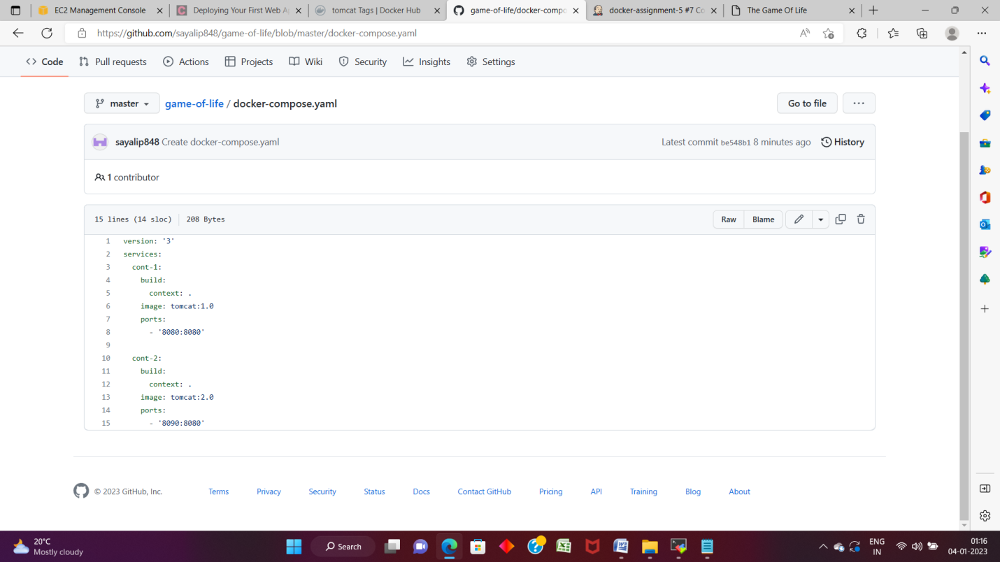 EC2 Management Console
Deploying Your First Web Ap
tomcat Tags | Docker Hub
game-of-life/docker-compo
docker-assignment-5 #7 Co
The Game Of Life
https://github.com/sayalip848/game-of-life/blob/master/docker-compose.yaml
Code
Pull requests
Actions
Projects
Wiki
Security
Insights
Settings
master
game-of-life / docker-compose.yaml
Go to file
sayalip848 Create docker-compose.yaml
Latest commit be548b1 8 minutes ago
History
1 contributor
15 lines (14 sloc)
208 Bytes
Raw
Blame
1 version: '3'
2 services:
3 cont-1:
4 build:
5 context: .
6 image: tomcat:1.0
7 ports:
8 - '8080:8080'
9
10 cont-2:
11 build:
12 context: .
13 image: tomcat:2.0
14 ports:
15 - '8090:8080'
© 2023 GitHub, Inc.
Terms
Privacy
Security
Status
Docs
Contact GitHub
Pricing
API
Training
Blog
About
20°C
Mostly cloudy
Search
ENG
IN
01:16
04-01-2023